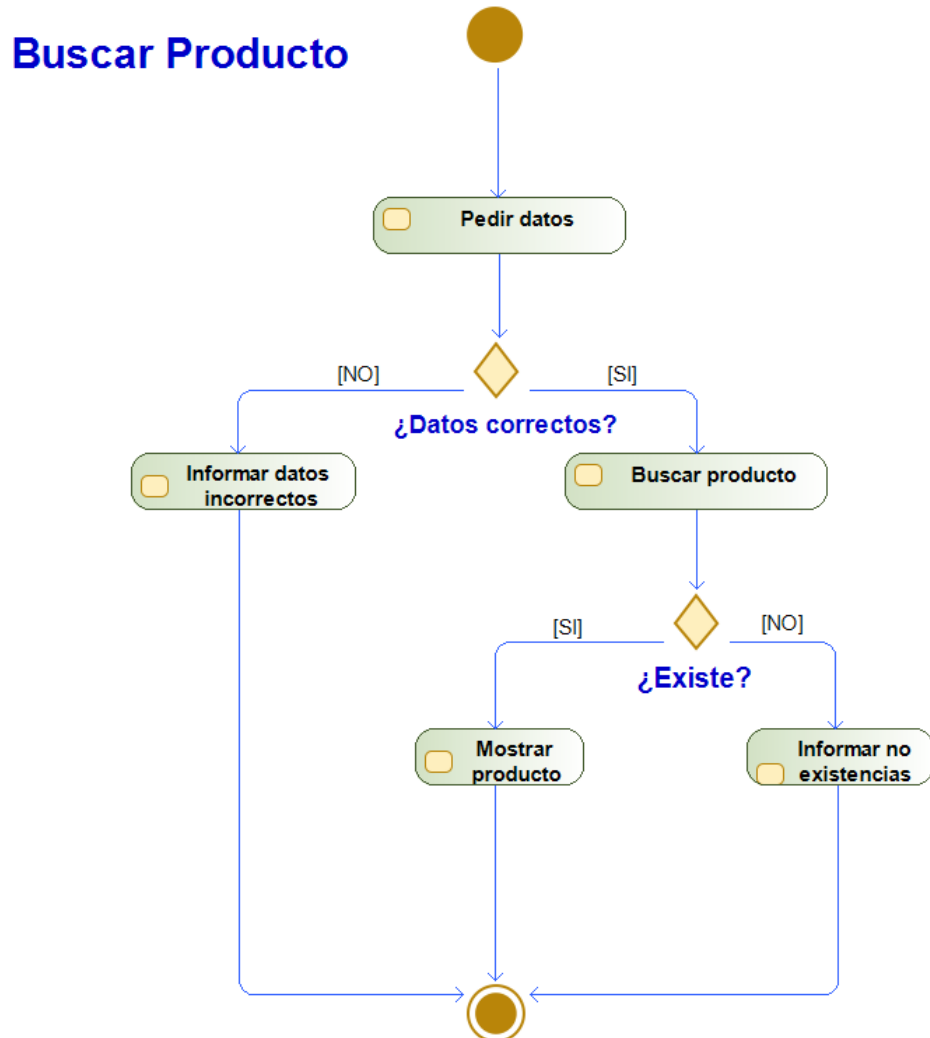 Buscar Producto
Pedir datos
[NO]
[SI]
¿Datos correctos?
Informar datos
incorrectos
Buscar producto
[SI]
[NO]
¿Existe?
Mostrar
producto
Informar no
existencias